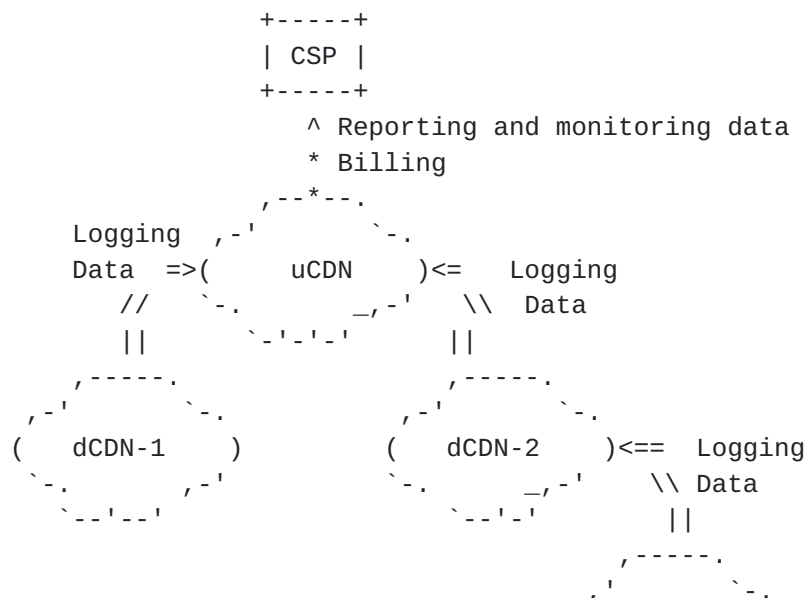 +-----+
| CSP |
+-----+
^ Reporting and monitoring data
* Billing
,--*--.
Logging ,-' `-.
Data =>( uCDN )<= Logging
// `-. _,-' \\ Data
|| `-'-'-' ||
,-----. ,-----.
,-' `-. ,-' `-.
( dCDN-1 ) ( dCDN-2 )<== Logging
`-. ,-' `-. _,-' \\ Data
`--'--' `--'-' ||
,-----.
,' `-.